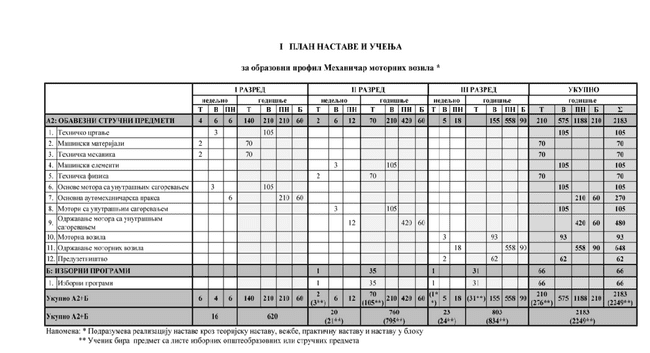 I ПЛАН НАСТАВЕ И УЧЕЊА
за образовни профил Механичар моторних возила *
I РАЗРЕД II РАЗРЕД III РАЗРЕД УКУПНО
недељно годишње недељно годишње недељно годишње годишње
Т В ПН Т В ПН Б Т В ПН Т В ПН Б Т В ПН Т В ПН Б Т В ПН Б Σ
А2: ОБАВЕЗНИ СТРУЧНИ ПРЕДМЕТИ 4 6 6 140 210 210 60 2 6 12 70 210 420 60 5 18 155 558 90 210 575 1188 210 2183
1. Техничко цртање 3 105 105 105
2. Машински материјали 2 70 70 70
3. Техничка механика 2 70 70 70
4. Машински елементи 3 105 105 105
5. Техничка физика 2 70 70 70
6. Основе мотора са унутрашњим сагоревањем 3 105 105 105
7. Основна аутомеханичарска пракса 6 210 60 210 60 270
8. Мотори са унутрашњим сагоревањем 3 105 105 105
9. Одржавање мотора са унутрашњим сагоревањем 12 420 60 420 60 480
10. Моторна возила 3 93 93 93
11. Одржавање моторних возила 18 558 90 558 90 648
12. Предузетништво 2 62 62 62
Б: ИЗБОРНИ ПРОГРАМИ 1 35 1 31 66 66
1. Изборни програми 1 35 1 31 66 66
Укупно А2+Б 6 4 6 140 210 210 60 2 (3**) 6 12 70 (105**) 210 420 60 (1**) 5 18 (31**) 155 558 90 210 (276**) 575 1188 210 2183 (2249**)
Укупно А2+Б 16 620 20 (21**) 760 (795**) 23 (24**) 803 (834**) 2183 (2249**)
Напомена: * Подразумева реализацију наставе кроз теоријску наставу, вежбе, практичну наставу и наставу у блоку
** Ученик бира предмет са листе изборних општеобразовних или стручних предмета